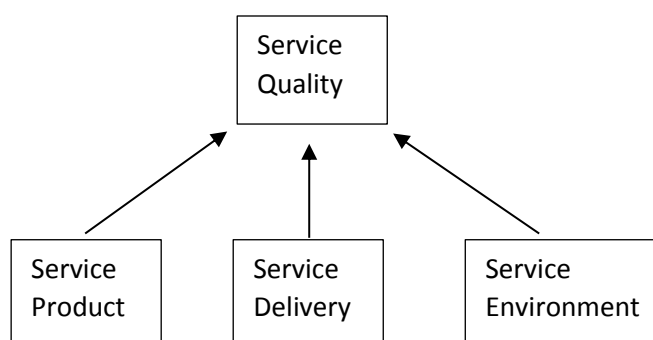 Service
Quality
Service
Product
Service
Delivery
Service
Environment